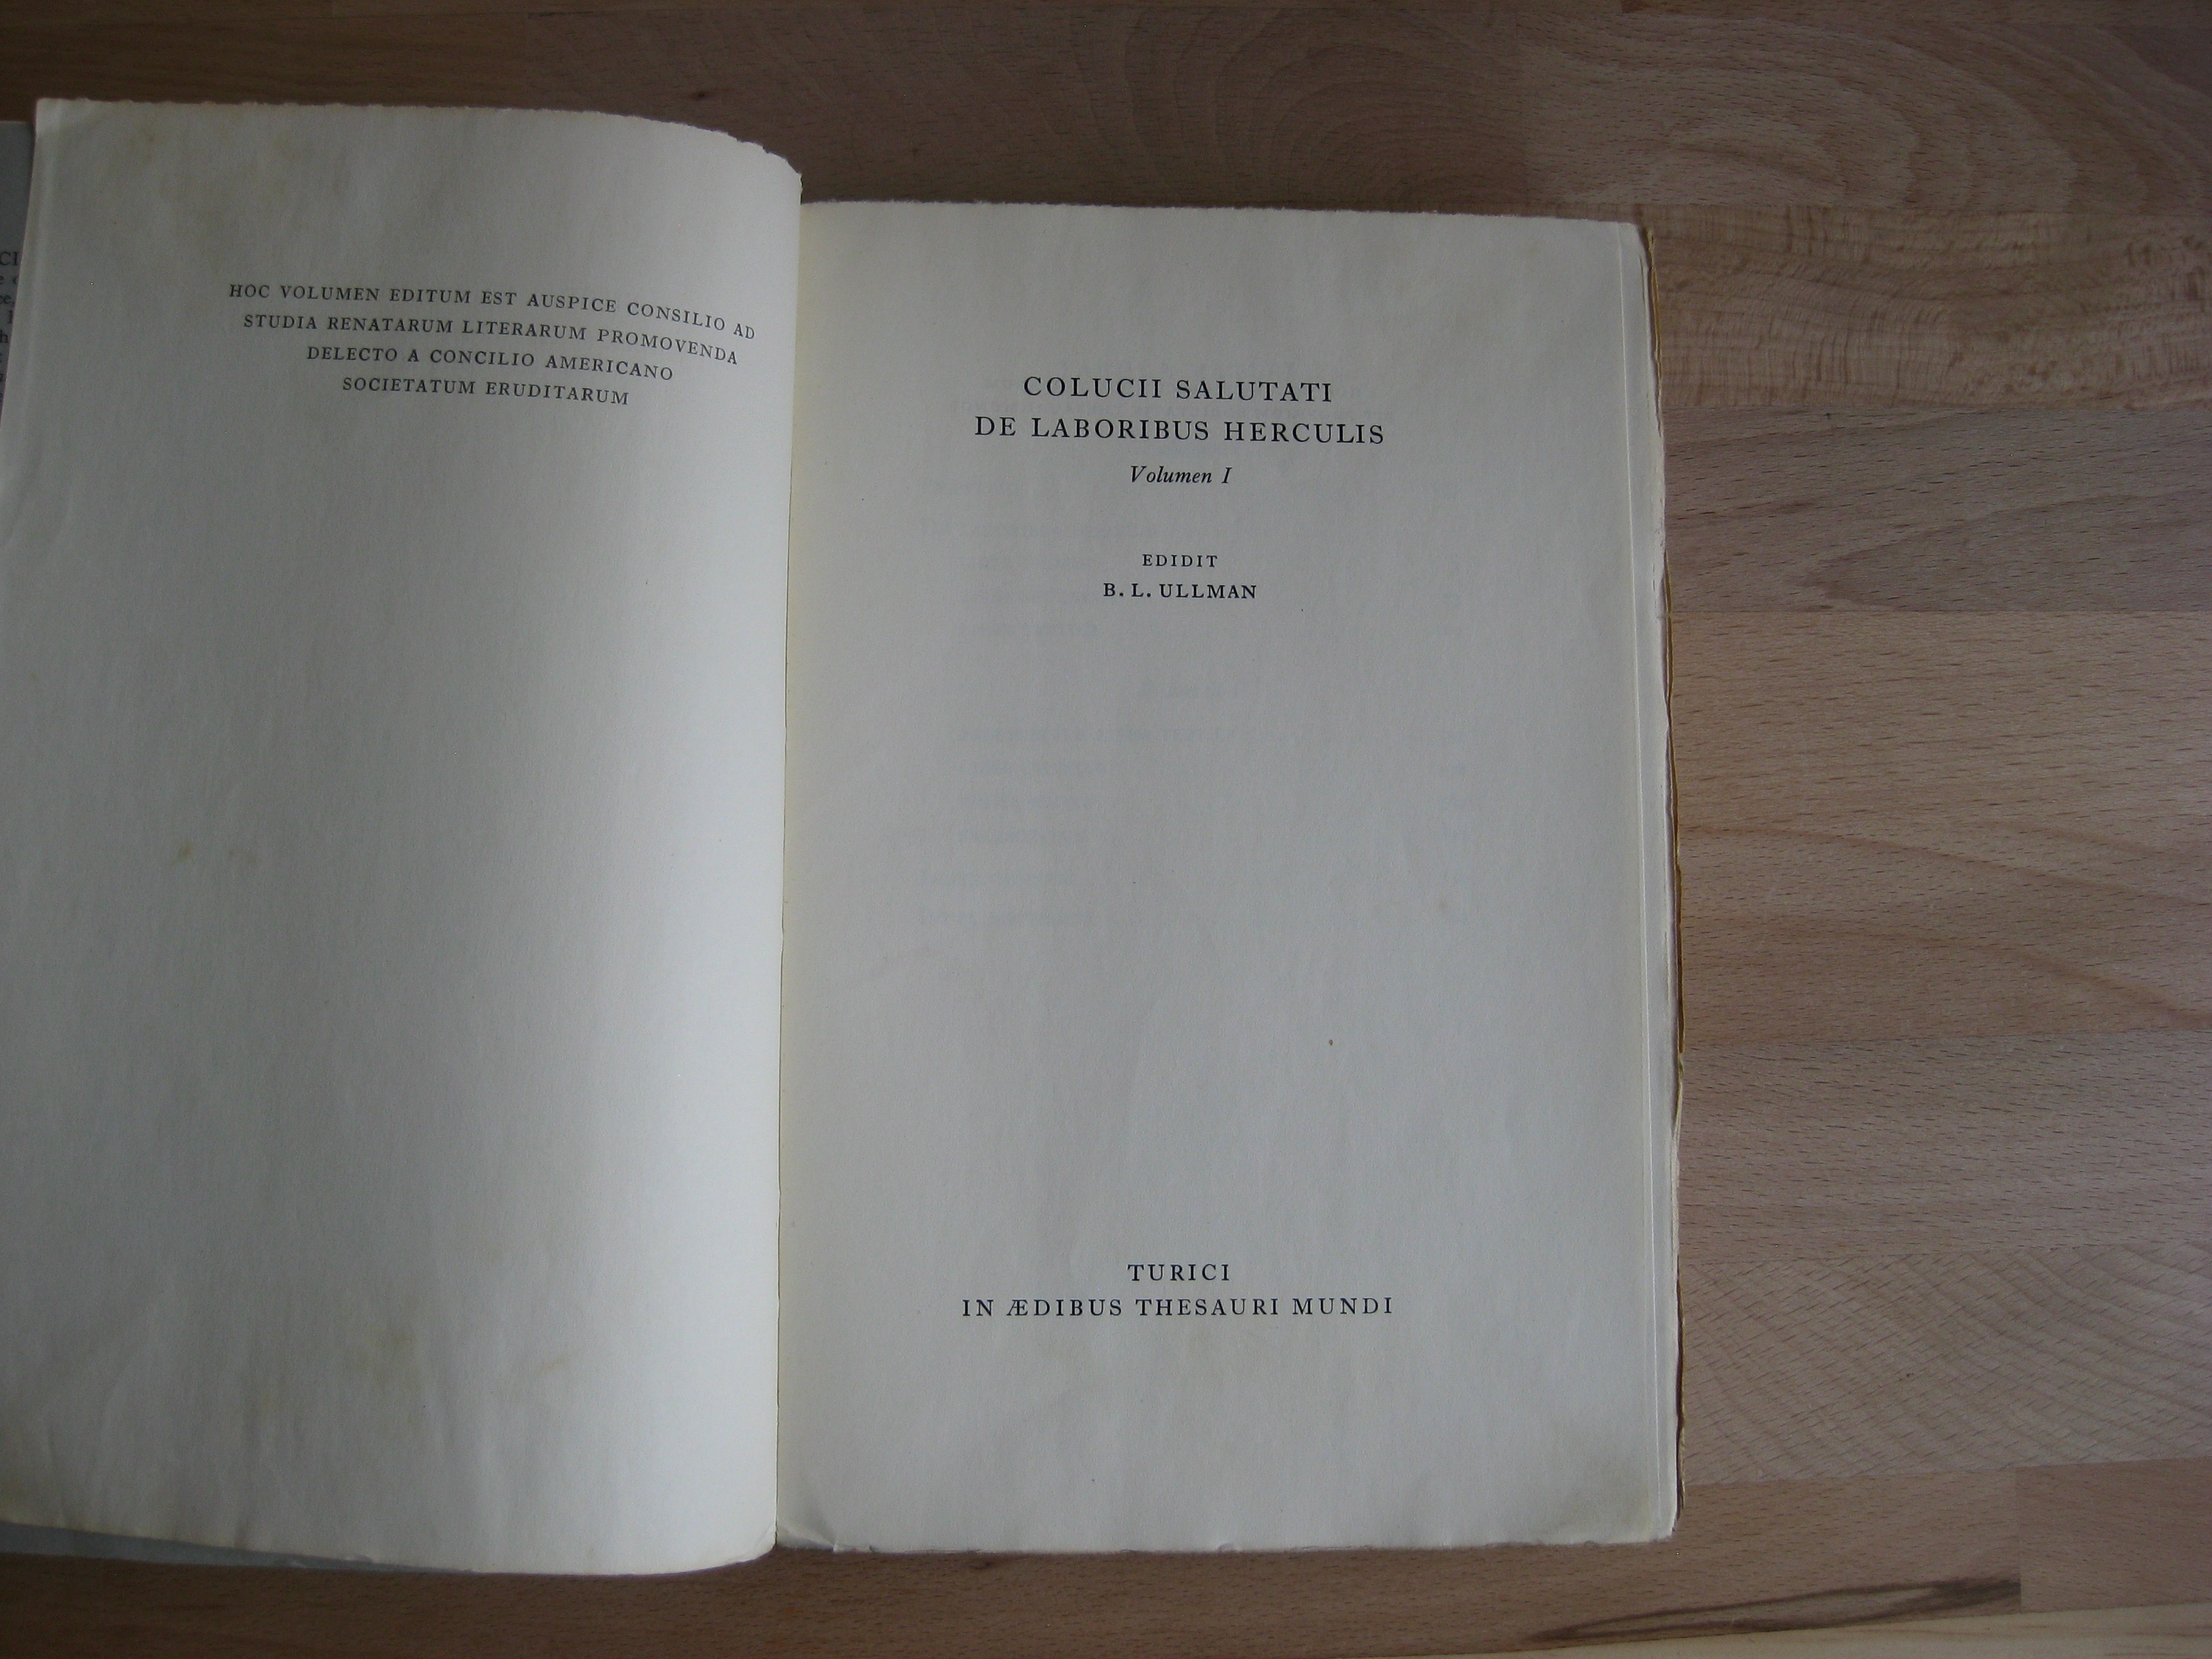 HOC VOLUMEN EDITUM EST AUSPICE CONSILIO AD
STUDIA RENATARUM LITERARUM PROMOVENDA
DELECTO A CONCILIO AMERICANO
SOCIETATUM ERUDITARUM
COLUCII SALUTATI
DE LABORIBUS HERCULIS
Volumen I
EDIDIT
B. L. ULLMAN
TURICI
IN ÆDIBUS THESAURI MUNDI